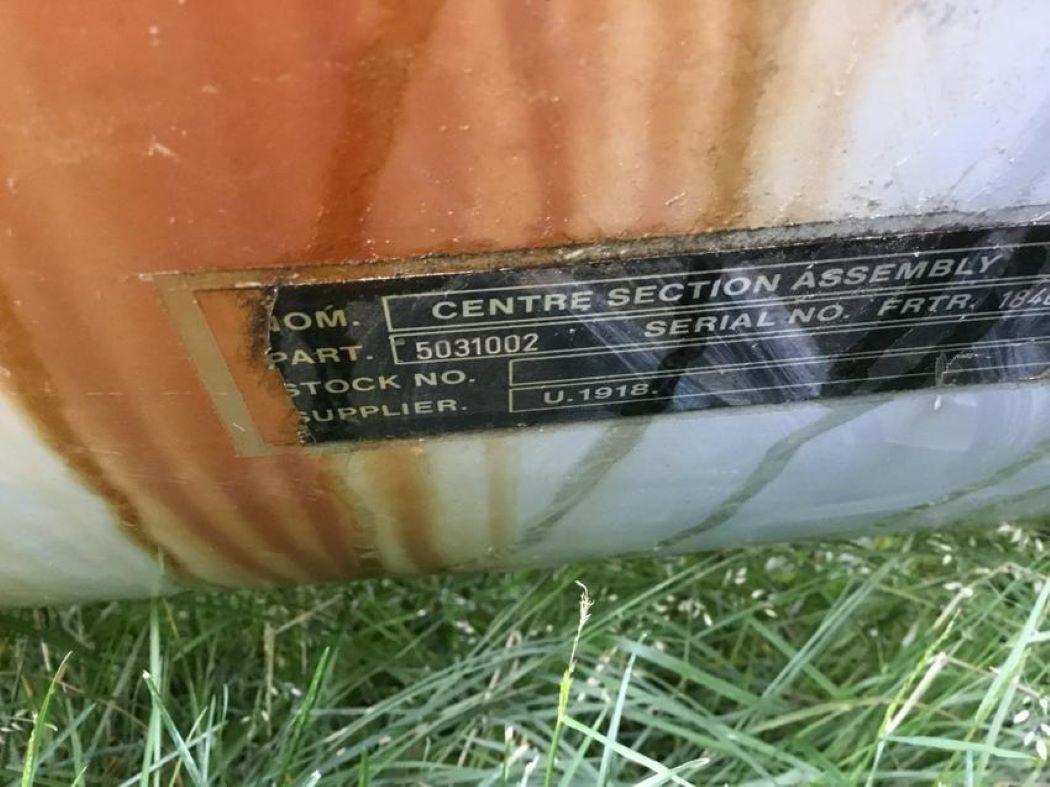 NOM. CENTRE SECTION ASSEMBLY
PART. 5031002 SERIAL NO. FRTR.
STOCK NO.
SUPPLIER. U.1918.